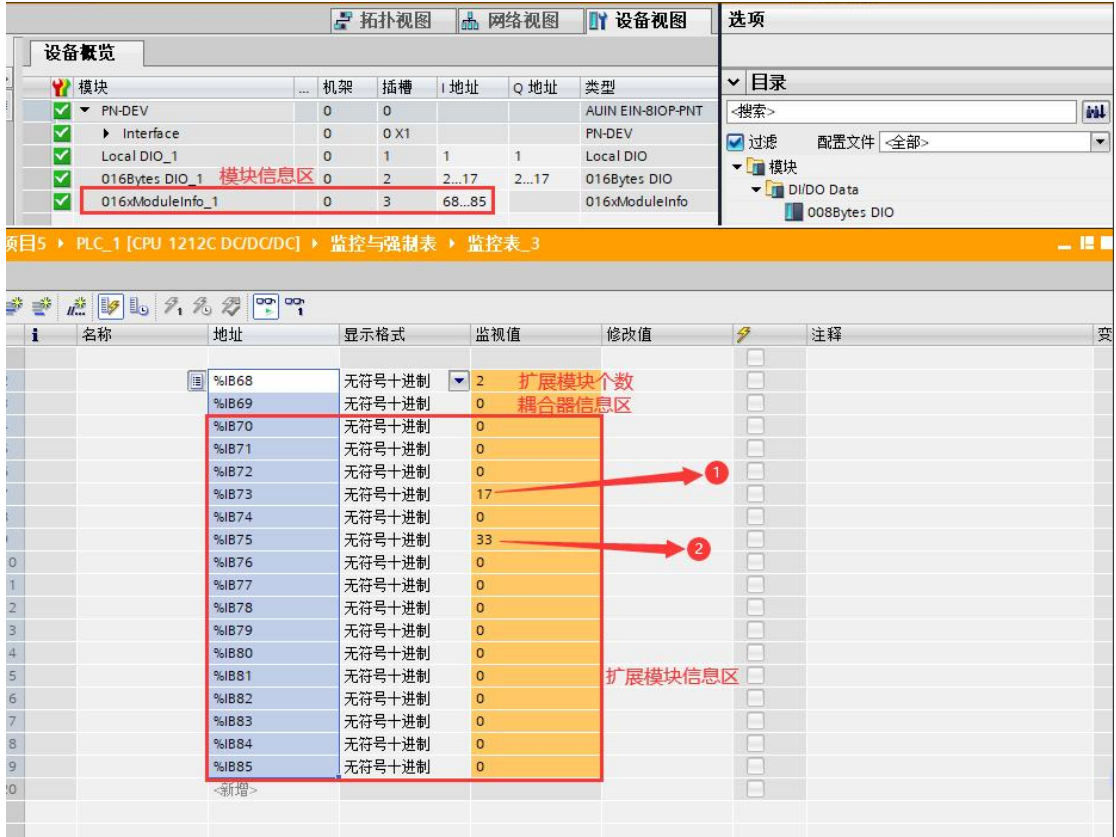 拓扑视图 网络视图 设备视图 选项
设备概览
模块 ... 机架 插槽 I 地址 Q 地址 类型 目录
PN-DEV 0 0 AUIN EIN-8IOP-PNT <搜索>
Interface 0 0 X1 PN-DEV
过滤 配置文件 <全部>
Local DIO_1 0 1 1 1 Local DIO
模块
016Bytes DIO_1 模块信息区 0 2 2...17 2...17 016Bytes DIO
DI/DO Data
016xModuleInfo_1 0 3 68...85 016xModuleInfo
008Bytes DIO
项目5 PLC_1 [CPU 1212C DC/DC/DC] 监控与强制表 监控表_3
i 名称 地址 显示格式 监视值 修改值 注释 变
%IB68 无符号十进制 2 扩展模块个数
%IB69 无符号十进制 0 耦合器信息区
%IB70 无符号十进制 0
%IB71 无符号十进制 0
%IB72 无符号十进制 0 1
%IB73 无符号十进制 17
%IB74 无符号十进制 0
%IB75 无符号十进制 33 2
0 %IB76 无符号十进制 0
1 %IB77 无符号十进制 0
2 %IB78 无符号十进制 0
3 %IB79 无符号十进制 0
4 %IB80 无符号十进制 0
5 %IB81 无符号十进制 0 扩展模块信息区
6 %IB82 无符号十进制 0
7 %IB83 无符号十进制 0
8 %IB84 无符号十进制 0
9 %IB85 无符号十进制 0
20 <新增>